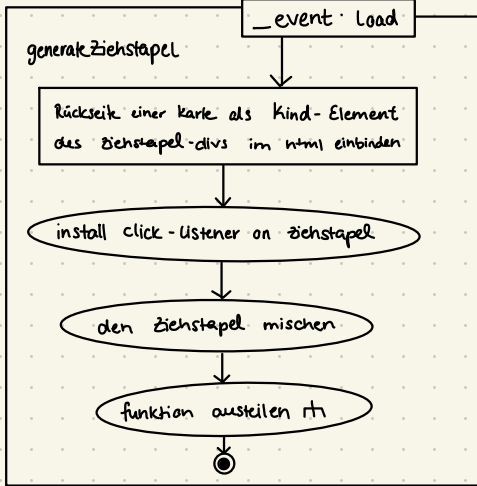 _event: load
generateZiehstapel
Rückseite einer Karte als Kind-Element
des Ziehstapel-divs im html einbinden
install click-Listener on Ziehstapel
den Ziehstapel mischen
funktion austeilen